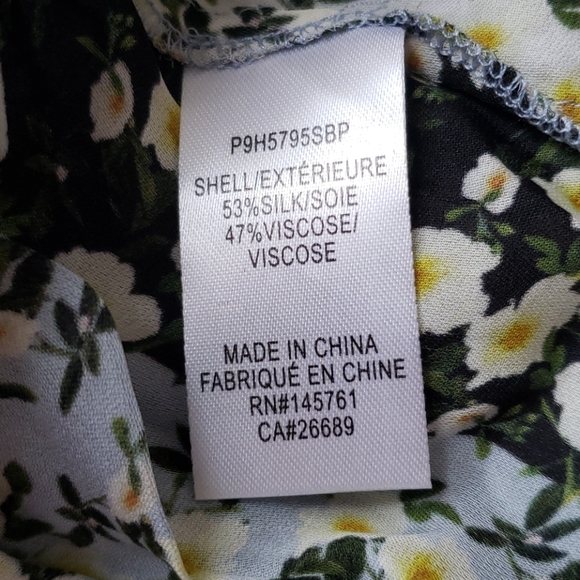 P9H5795SBP
SHELL/EXTÉRIEURE
53%SILK/SOIE
47%VISCOSE/
VISCOSE
MADE IN CHINA
FABRIQUÉ EN CHINE
RN#145761
CA#26689